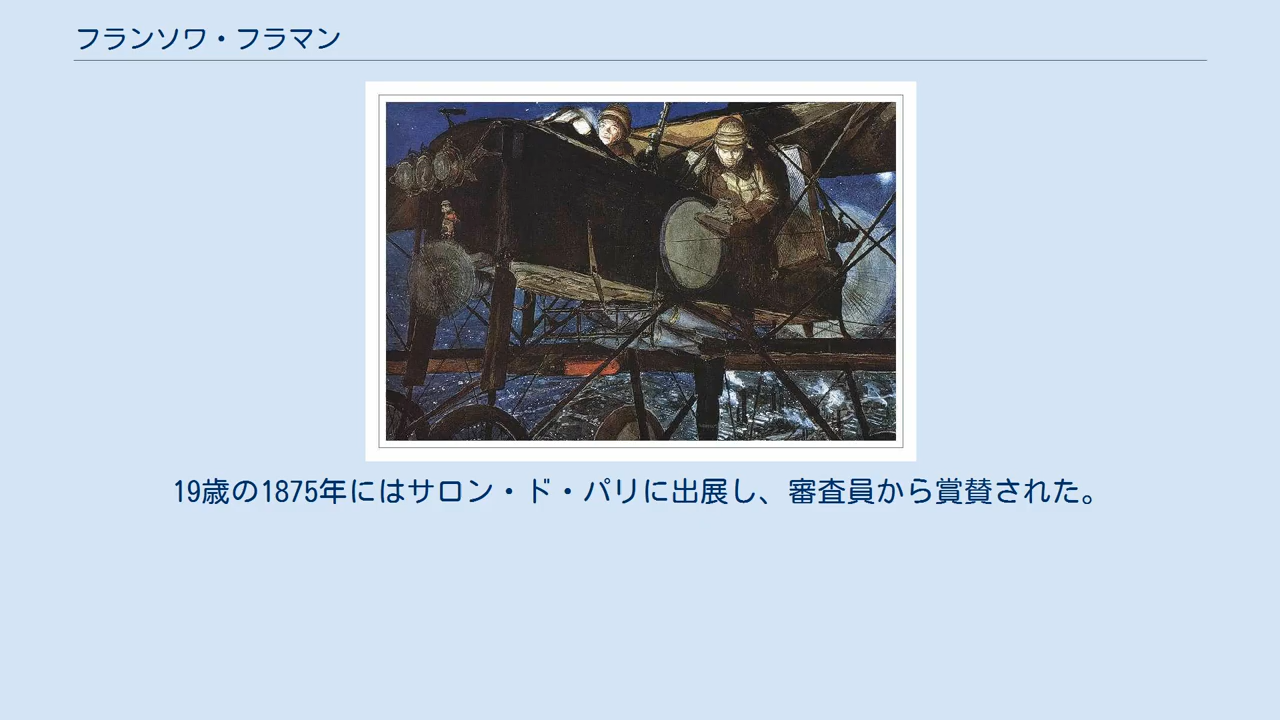 フランソワ・フラマン
19歳の1875年にはサロン・ド・パリに出展し、審査員から賞賛された。